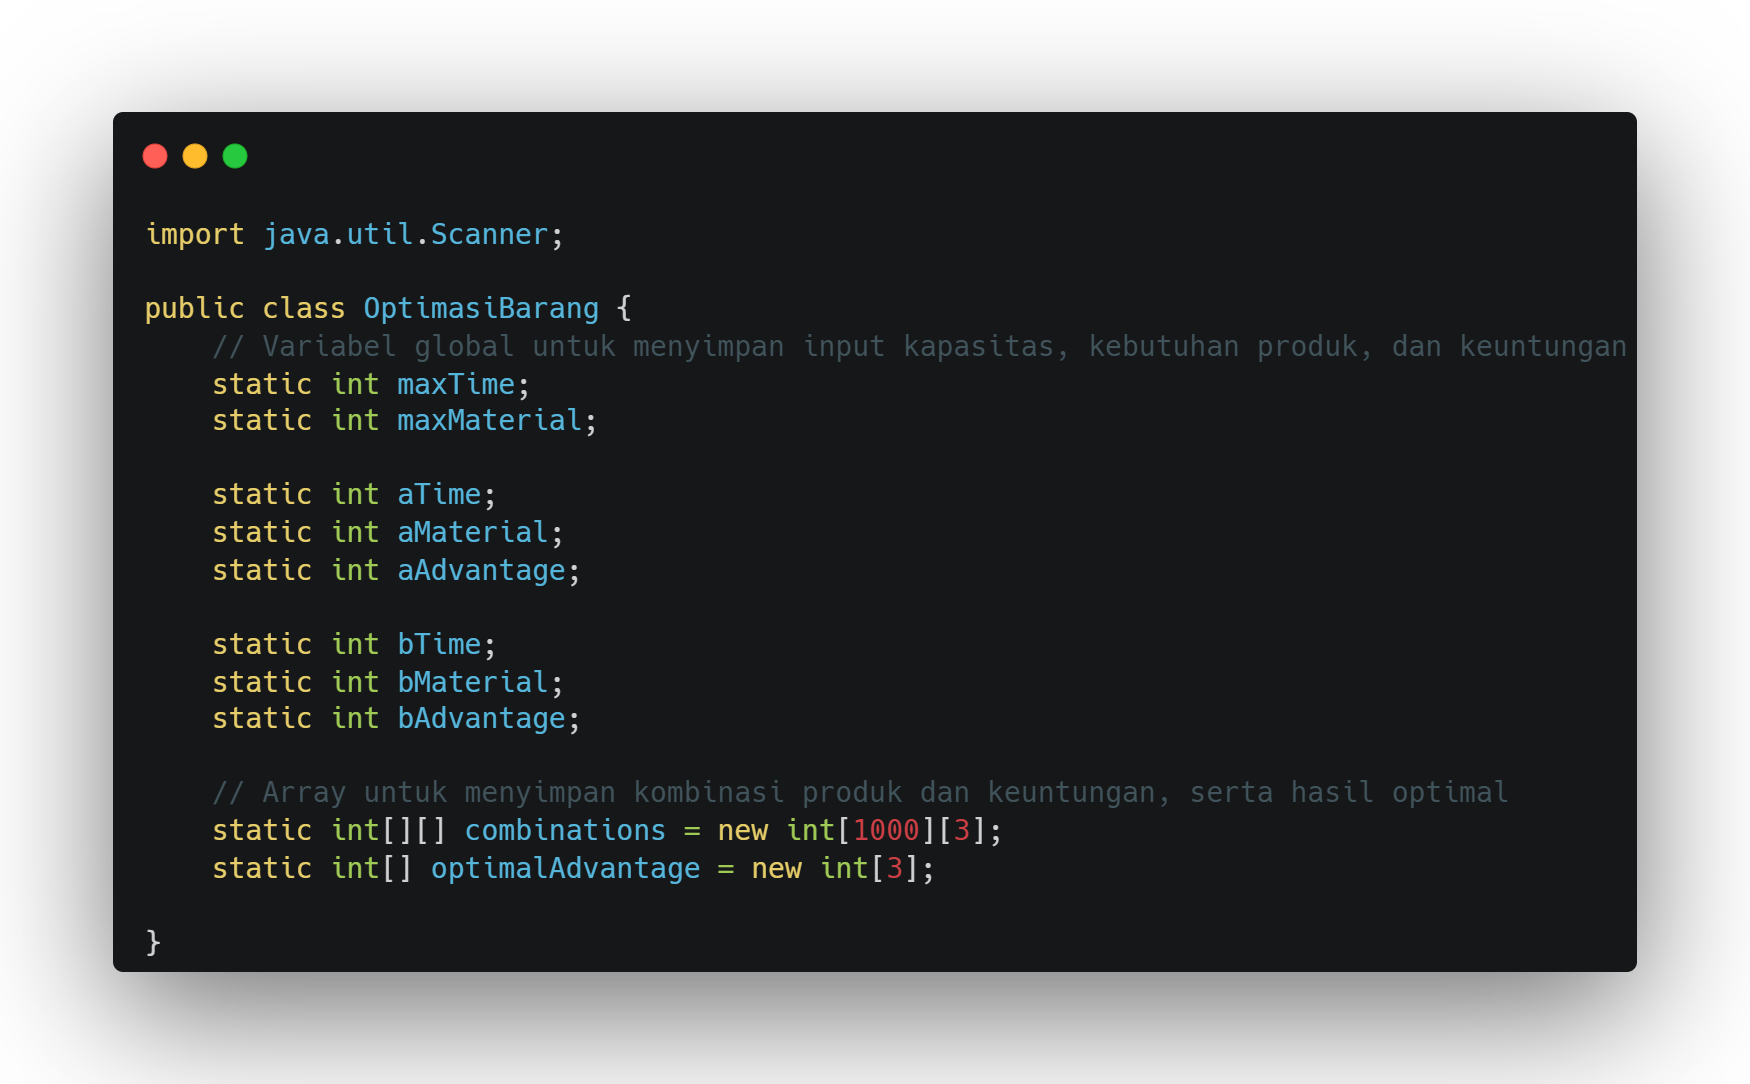 import java.util.Scanner;
public class OptimasiBarang {
// Variabel global untuk menyimpan input kapasitas, kebutuhan produk, dan keuntungan
static int maxTime;
static int maxMaterial;
static int aTime;
static int aMaterial;
static int aAdvantage;
static int bTime;
static int bMaterial;
static int bAdvantage;
// Array untuk menyimpan kombinasi produk dan keuntungan, serta hasil optimal
static int[][] combinations = new int[1000][3];
static int[] optimalAdvantage = new int[3];
}